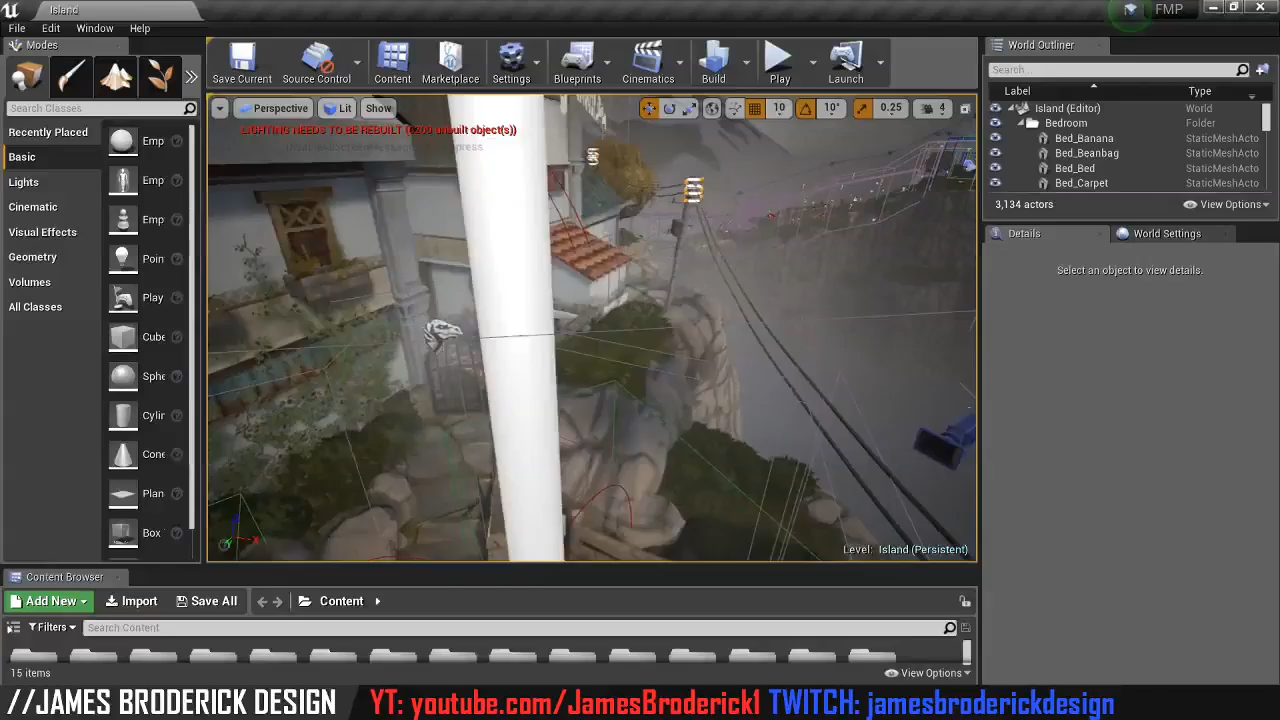 Island
FMP
File Edit Window Help
Modes
Search Classes
Recently Placed
Basic
Lights
Cinematic
Visual Effects
Geometry
Volumes
All Classes
Emp
Emp
Emp
Poin
Play
Cube
Sphe
Cylir
Cone
Plan
Box
Save Current
Source Control
Content
Marketplace
Settings
Blueprints
Cinematics
Build
Play
Launch
Perspective
Lit
Show
10
10°
0.25
4
LIGHTING NEEDS TO BE REBUILT
unbuilt object(s))
Level: Island (Persistent)
World Outliner
Search...
Label Type
Island (Editor) World
Bedroom Folder
Bed_Banana StaticMeshActo
Bed_Beanbag StaticMeshActo
Bed_Bed StaticMeshActo
Bed_Carpet StaticMeshActo
3,134 actors
View Options
Details
World Settings
Select an object to view details.
Content Browser
Add New Import Save All Content
Filters Search Content
15 items
View Options
//JAMES BRODERICK DESIGN YT: youtube.com/JamesBroderick1 TWITCH: jamesbroderickdesign